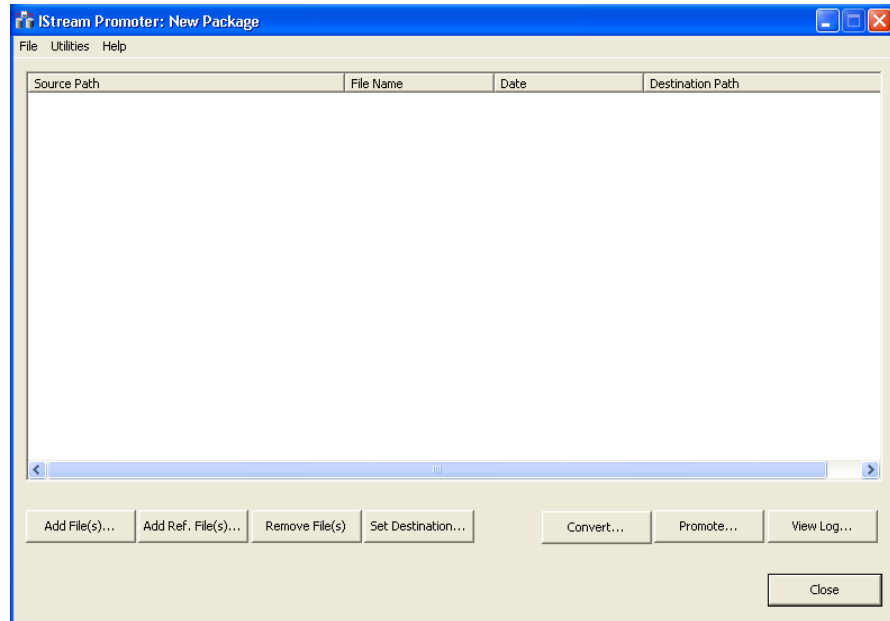 IStream Promoter: New Package
File Utilities Help
Source Path File Name Date Destination Path
Add File(s)... Add Ref. File(s)... Remove File(s) Set Destination... Convert... Promote... View Log...
Close